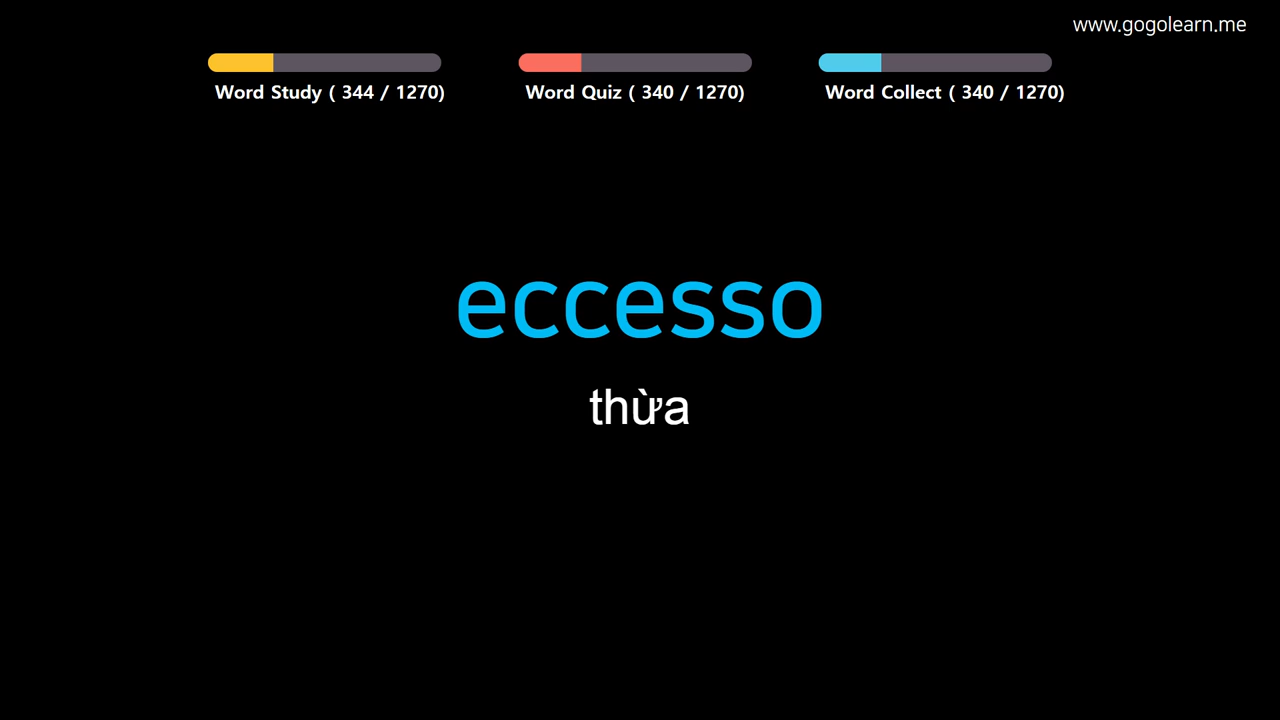 www.gogolearn.me
Word Study ( 344 / 1270)
Word Quiz ( 340 / 1270)
Word Collect ( 340 / 1270)
eccesso
thừa